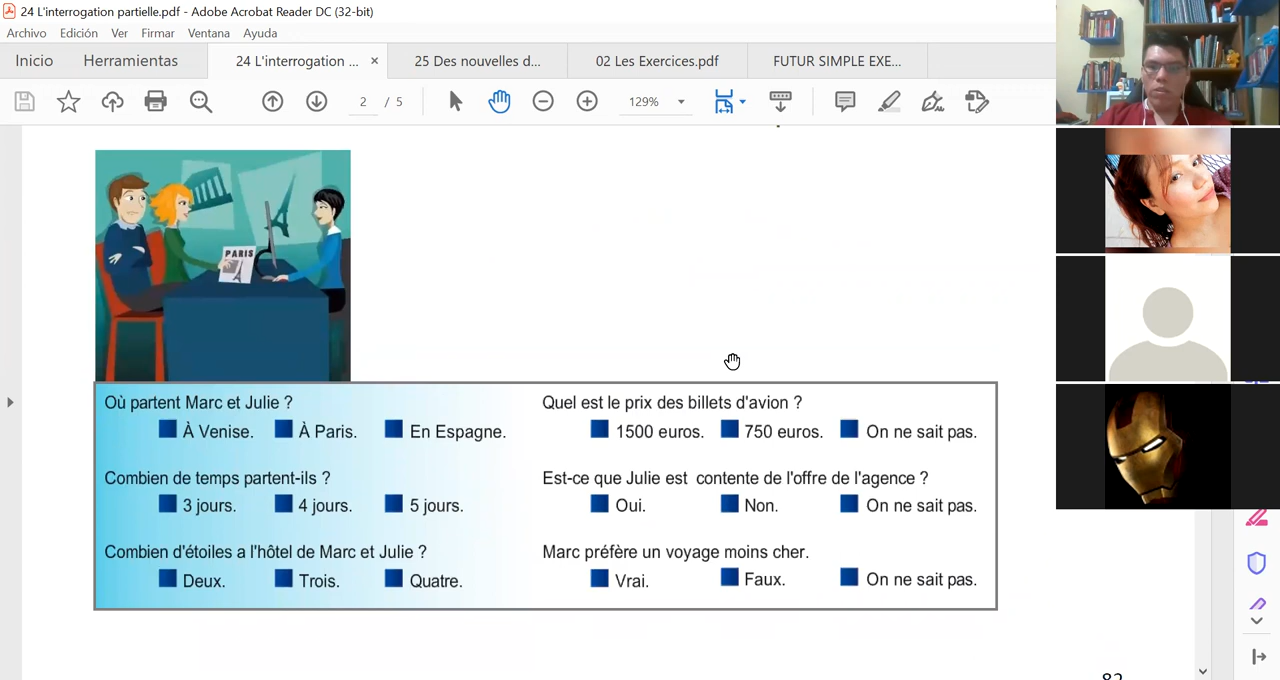 24 L'interrogation partielle.pdf - Adobe Acrobat Reader DC (32-bit)
Archivo Edición Ver Firmar Ventana Ayuda
Inicio Herramientas 24 L'interrogation ... × 25 Des nouvelles d... 02 Les Exercices.pdf FUTUR SIMPLE EXE...
2 / 5 129%
PARIS
Où partent Marc et Julie ?
À Venise. À Paris. En Espagne.
Combien de temps partent-ils ?
3 jours. 4 jours. 5 jours.
Combien d'étoiles a l'hôtel de Marc et Julie ?
Deux. Trois. Quatre.
Quel est le prix des billets d'avion ?
1500 euros. 750 euros. On ne sait pas.
Est-ce que Julie est contente de l'offre de l'agence ?
Oui. Non. On ne sait pas.
Marc préfère un voyage moins cher.
Vrai. Faux. On ne sait pas.